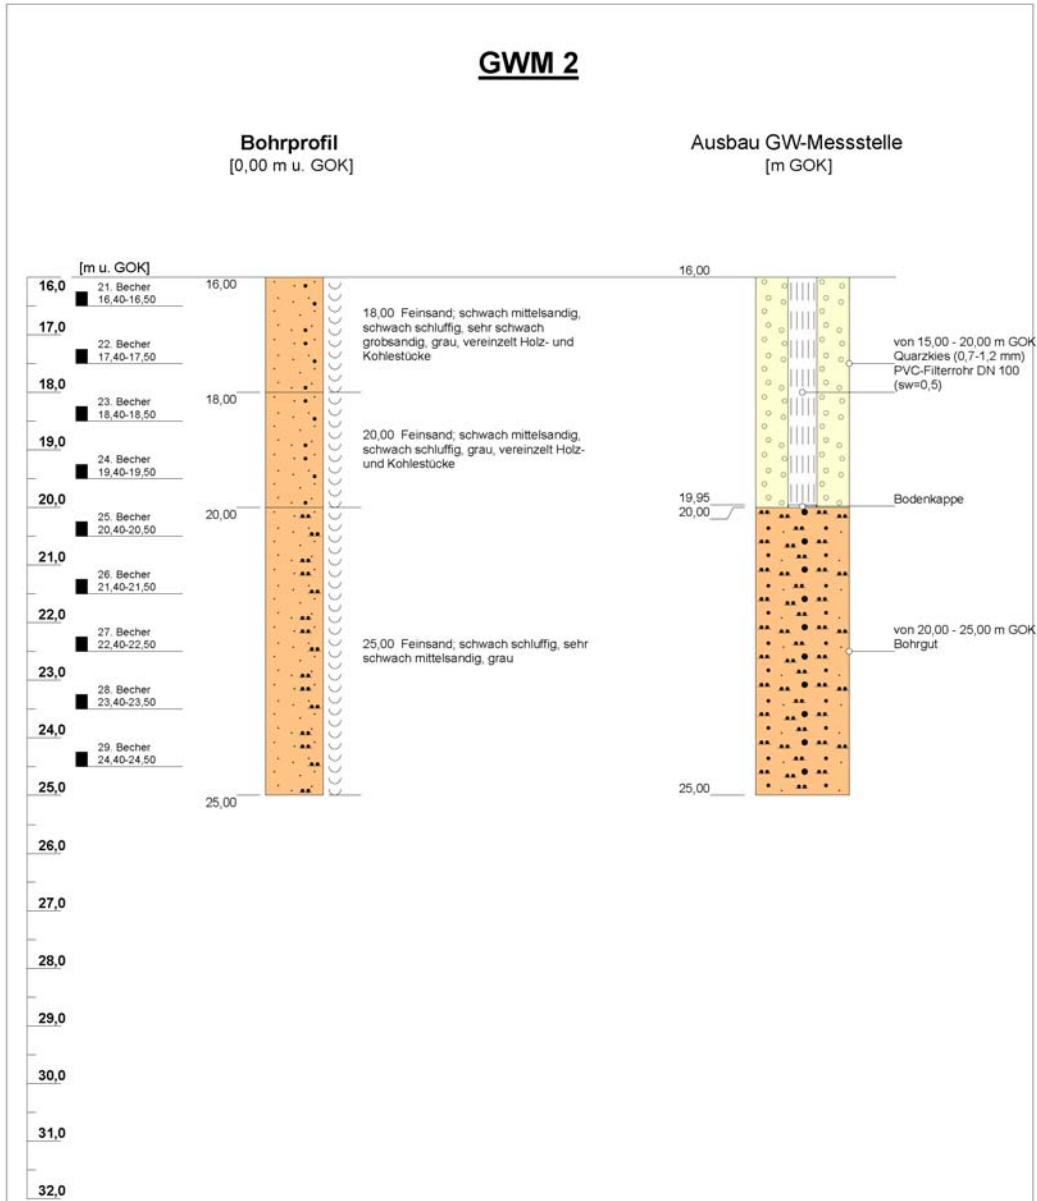 GWM 2
Bohrprofil
[0,00 m u. GOK]
Ausbau GW-Messstelle
[m GOK]
[m u. GOK]
16,0
17,0
18,0
19,0
20,0
21,0
22,0
23,0
24,0
25,0
26,0
27,0
28,0
29,0
30,0
31,0
32,0
21. Becher
16,40-16,50
22. Becher
17,40-17,50
23. Becher
18,40-18,50
24. Becher
19,40-19,50
25. Becher
20,40-20,50
26. Becher
21,40-21,50
27. Becher
22,40-22,50
28. Becher
23,40-23,50
29. Becher
24,40-24,50
16,00
18,00
20,00
25,00
18,00 Feinsand; schwach mittelsandig,
schwach schluffig, sehr schwach
grobsandig, grau, vereinzelt Holz- und
Kohlestücke
20,00 Feinsand; schwach mittelsandig,
schwach schluffig, grau, vereinzelt Holz-
und Kohlestücke
25,00 Feinsand; schwach schluffig, sehr
schwach mittelsandig, grau
16,00
19,95
20,00
25,00
von 15,00 - 20,00 m GOK
Quarzkies (0,7-1,2 mm)
PVC-Filterrohr DN 100
(sw=0,5)
Bodenkappe
von 20,00 - 25,00 m GOK
Bohrgut